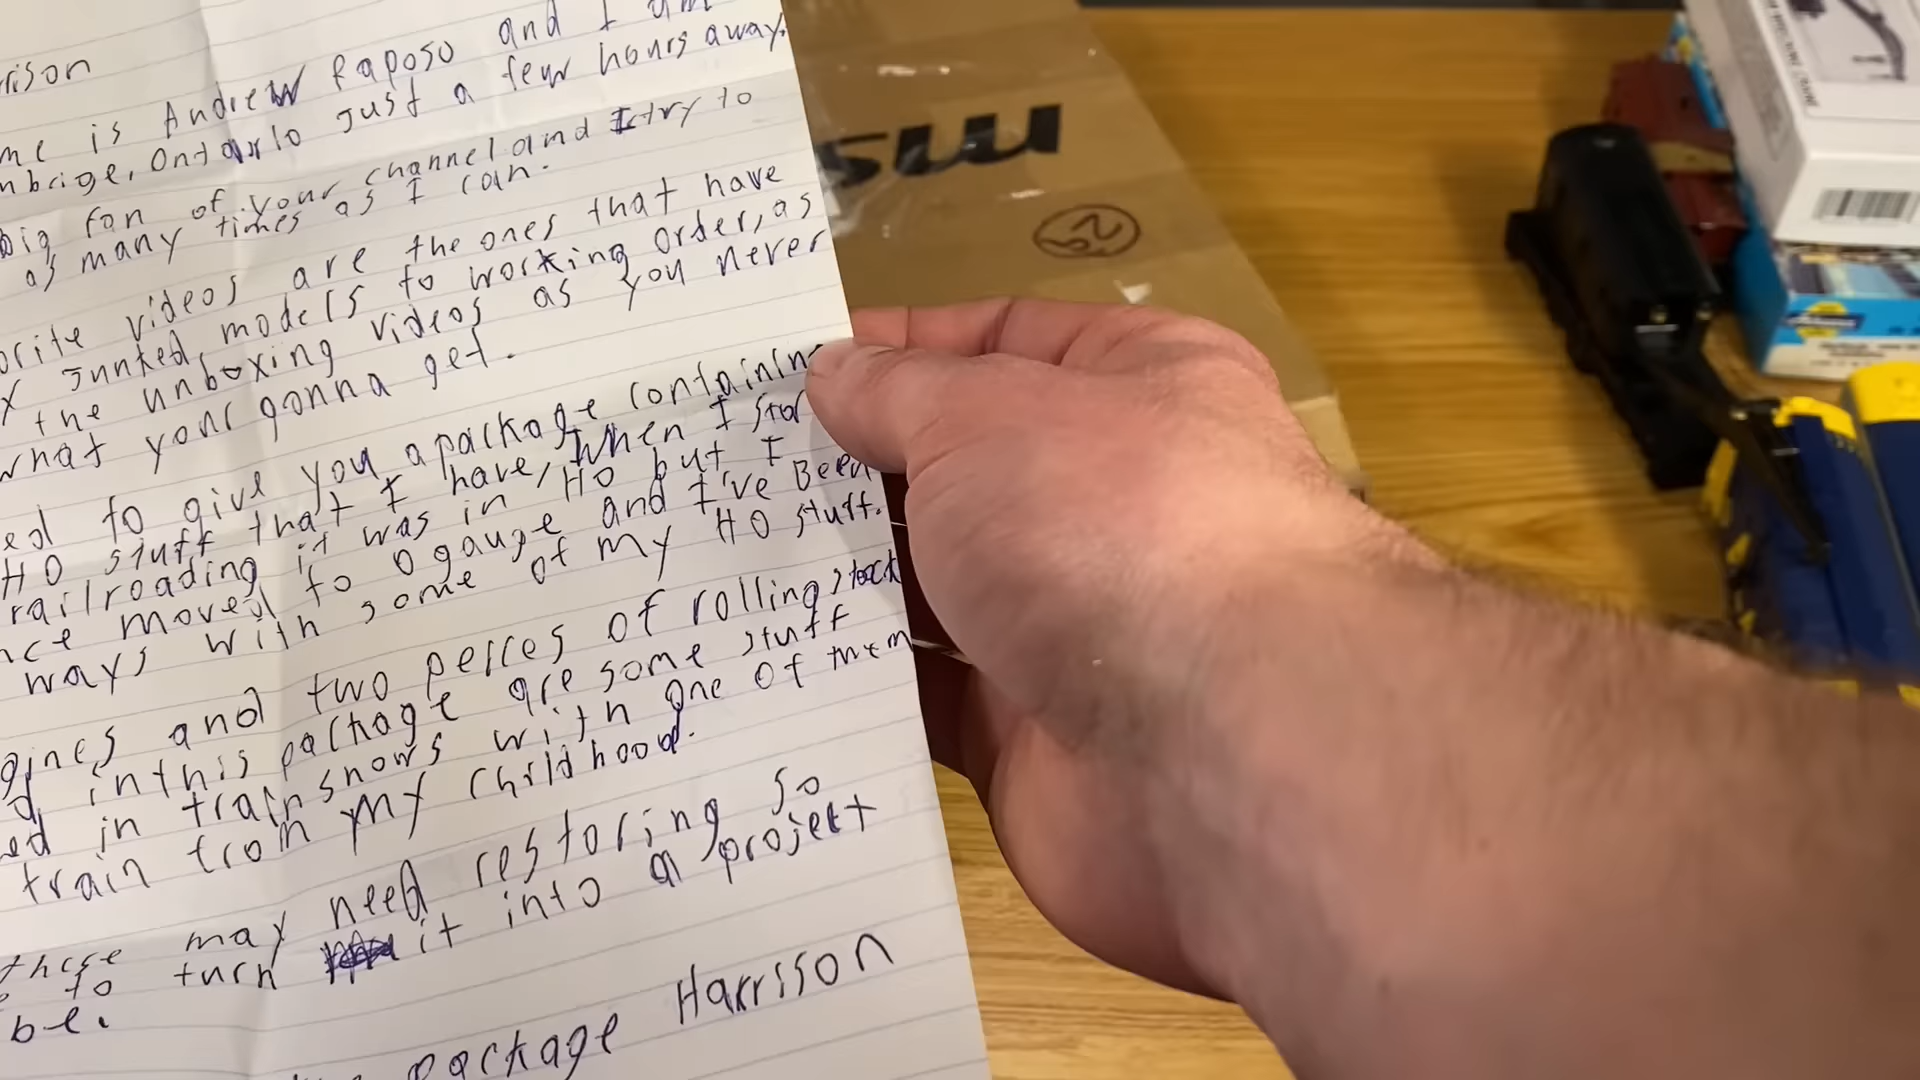 rison
me is Andrew Raposo and I am
nbrige, Ontario just a few hours away.
big fan of your channel and I try to
as many times as I can.
orite videos are the ones that have
junked models to working order, as
the unboxing videos as you never
what your gonna get.
ed to give you a package containing
HO stuff that I have, when I star
railroading it was in HO but I
nce moved to O gauge and I've Been
ways with some of my HO stuff.
gines and two peices of rolling stock
d in this package are some stuff
ed in train shows with one of them
train from my childhood.
these may need restoring so
e to turn it into a project
be.
package Harrison